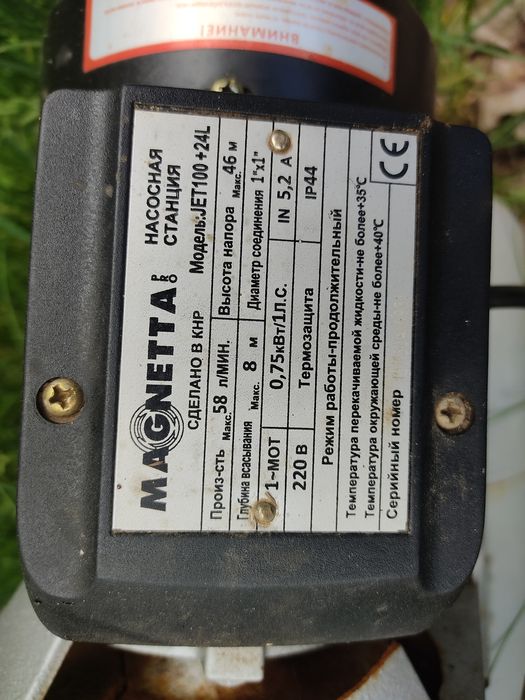 ВНИМАНИЕ!
MAGNETTA PRO НАСОСНАЯ СТАНЦИЯ
СДЕЛАНО В КНР Модель:JET100+24L
Произ-сть Макс. 58 л/МИН. Высота напора Макс. 46 м
Глубина всасывания Макс. 8 м Диаметр соединения 1"x1"
1~МОТ 0,75кВт/1Л.С. IN 5,2 А
220 В Термозащита IP44
Режим работы-продолжительный
Температура перекачиваемой жидкости-не более+35°C
Температура окружающей среды-не более+40°C
Серийный номер CE